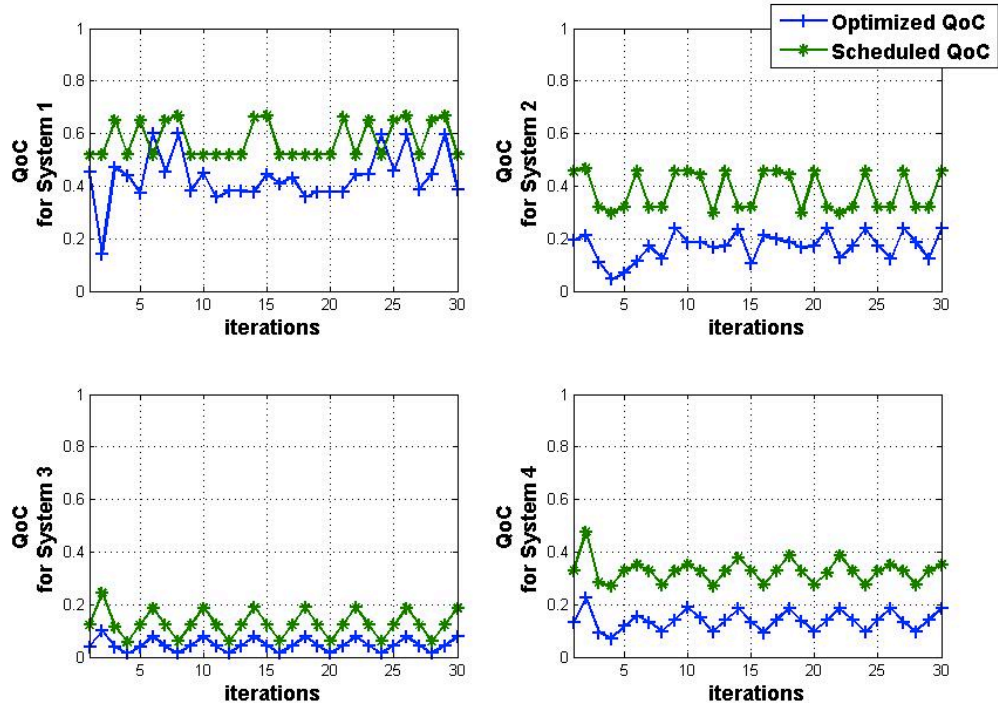 Optimized QoC
Scheduled QoC
QoC
for System 1
1
0.8
0.6
0.4
0.2
0
5 10 15 20 25 30
iterations
QoC
for System 2
1
0.8
0.6
0.4
0.2
0
5 10 15 20 25 30
iterations
QoC
for System 3
1
0.8
0.6
0.4
0.2
0
5 10 15 20 25 30
iterations
QoC
for System 4
1
0.8
0.6
0.4
0.2
0
5 10 15 20 25 30
iterations